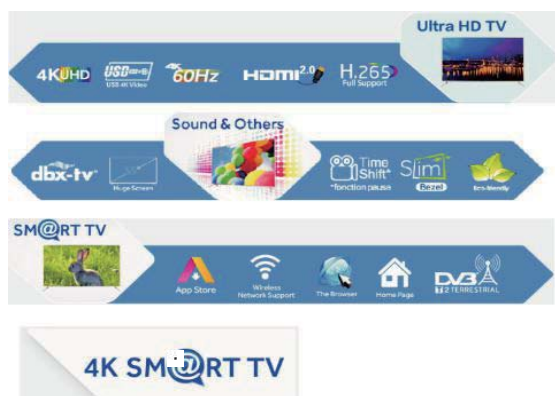 Ultra HD TV
4KUHD
USB
USB 4K Video
4K
60Hz
HDMI 2.0
H.265
Full Support
Sound & Others
dbx-tv
Huge Screen
Time
Shift*
*fonction pause
Slim
Bezel
Eco-friendly
SM@RT TV
App Store
Wireless
Network Support
The Browser
Home Page
DVB
T2 TERRESTRIAL
4K SM@RT TV